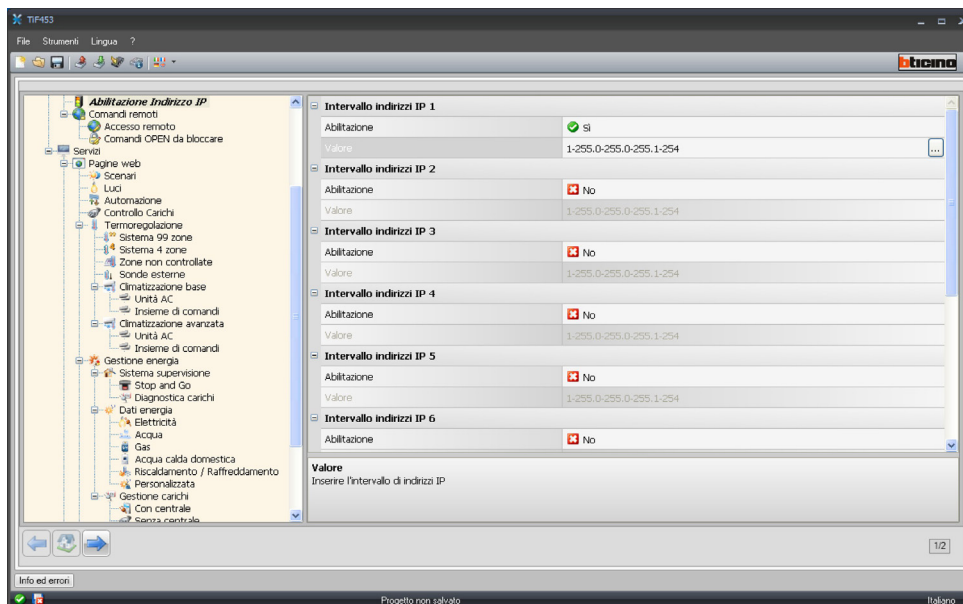 TiF453
File Strumenti Lingua ?
bticino
Abilitazione Indirizzo IP
Comandi remoti
Accesso remoto
Comandi OPEN da bloccare
Servizi
Pagine web
Scenari
Luci
Automazione
Controllo Carichi
Termoregolazione
Sistema 99 zone
Sistema 4 zone
Zone non controllate
Sonde esterne
Climatizzazione base
Unità AC
Insieme di comandi
Climatizzazione avanzata
Unità AC
Insieme di comandi
Gestione energia
Sistema supervisione
Stop and Go
Diagnostica carichi
Dati energia
Elettricità
Acqua
Gas
Acqua calda domestica
Riscaldamento / Raffreddamento
Personalizzata
Gestione carichi
Con centrale
Senza centrale
Intervallo indirizzi IP 1
Abilitazione Sì
Valore 1-255.0-255.0-255.1-254 ...
Intervallo indirizzi IP 2
Abilitazione No
Valore 1-255.0-255.0-255.1-254
Intervallo indirizzi IP 3
Abilitazione No
Valore 1-255.0-255.0-255.1-254
Intervallo indirizzi IP 4
Abilitazione No
Valore 1-255.0-255.0-255.1-254
Intervallo indirizzi IP 5
Abilitazione No
Valore 1-255.0-255.0-255.1-254
Intervallo indirizzi IP 6
Abilitazione No
Valore
Inserire l'intervallo di indirizzi IP
1/2
Info ed errori
Progetto non salvato Italiano